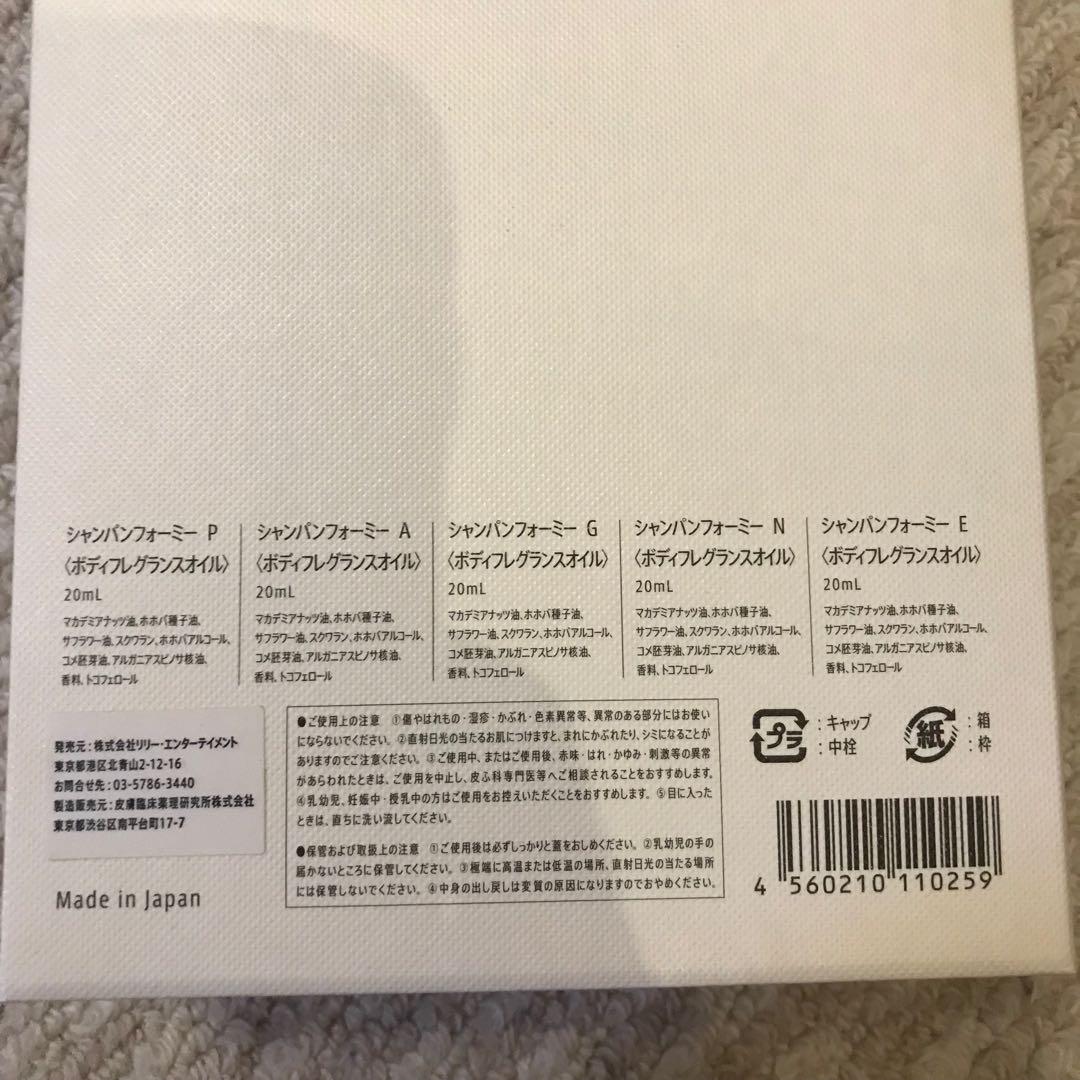 シャンパンフォーミー P
〈ボディフレグランスオイル〉
20mL
マカデミアナッツ油、ホホバ種子油、
サフラワー油、スクワラン、ホホバアルコール、
コメ胚芽油、アルガニアスピノサ核油、
香料、トコフェロール
シャンパンフォーミー A
〈ボディフレグランスオイル〉
20mL
マカデミアナッツ油、ホホバ種子油、
サフラワー油、スクワラン、ホホバアルコール、
コメ胚芽油、アルガニアスピノサ核油、
香料、トコフェロール
シャンパンフォーミー G
〈ボディフレグランスオイル〉
20mL
マカデミアナッツ油、ホホバ種子油、
サフラワー油、スクワラン、ホホバアルコール、
コメ胚芽油、アルガニアスピノサ核油、
香料、トコフェロール
シャンパンフォーミー N
〈ボディフレグランスオイル〉
20mL
マカデミアナッツ油、ホホバ種子油、
サフラワー油、スクワラン、ホホバアルコール、
コメ胚芽油、アルガニアスピノサ核油、
香料、トコフェロール
シャンパンフォーミー E
〈ボディフレグランスオイル〉
20mL
マカデミアナッツ油、ホホバ種子油、
サフラワー油、スクワラン、ホホバアルコール、
コメ胚芽油、アルガニアスピノサ核油、
香料、トコフェロール
発売元:株式会社リリー・エンターテイメント
東京都港区北青山2-12-16
お問合せ先:03-5786-3440
製造販売元:皮膚臨床薬理研究所株式会社
東京都渋谷区南平台町17-7
Made in Japan
●ご使用上の注意 ①傷やはれもの・湿疹・かぶれ・色素異常等、異常のある部分にはお使い
にならないでください。②直射日光の当たるお肌につけますと、まれにかぶれたり、シミになることが
ありますのでご注意ください。③ご使用中、またはご使用後、赤味・はれ・かゆみ・刺激等の異常
があらわれたときは、ご使用を中止し、皮ふ科専門医等へご相談されることをおすすめします。
④乳幼児、妊娠中・授乳中の方はご使用をお控えいただくことをおすすめします。⑤目に入った
ときは、直ちに洗い流してください。
●保管および取扱上の注意 ①ご使用後は必ずしっかりと蓋をおしめください。②乳幼児の手の
届かないところに保管してください。③極端に高温または低温の場所、直射日光の当たる場所
には保管しないでください。④中身の出し戻しは変質の原因になりますのでおやめください。
プラ
:キャップ
:中栓
紙
:箱
:枠
4 560210 110259